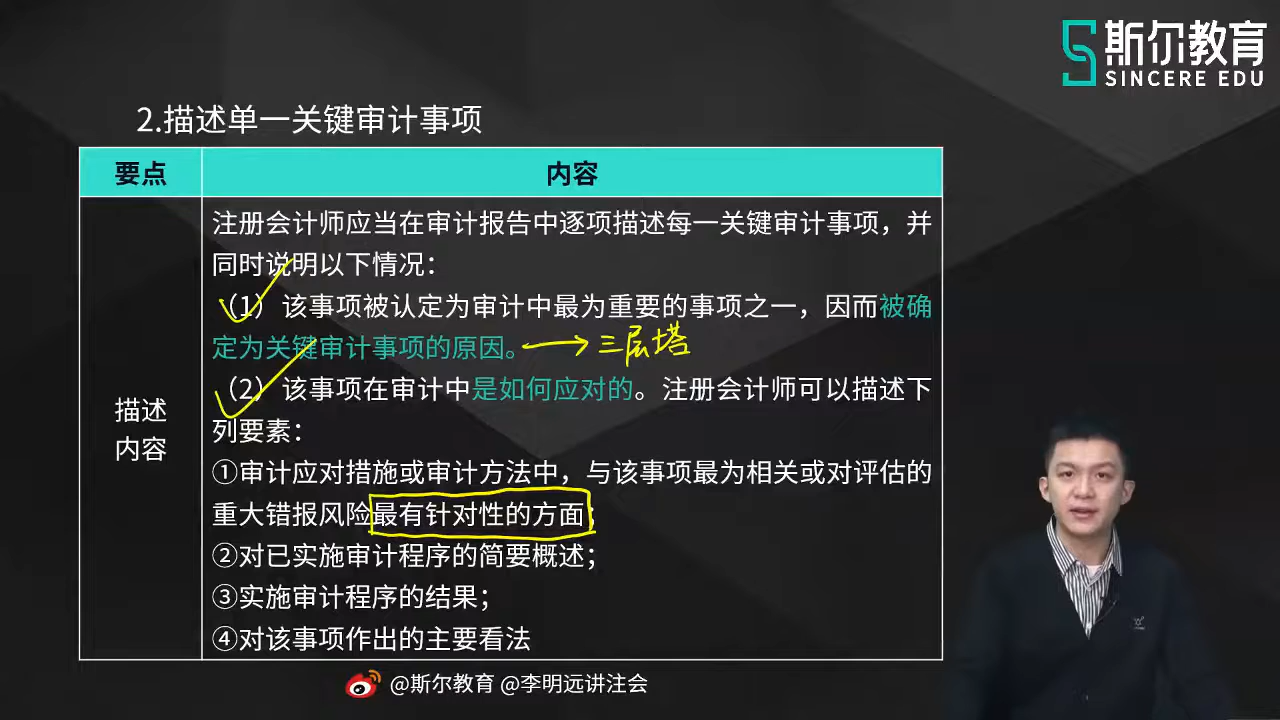 斯尔教育
SINCERE EDU
2.描述单一关键审计事项
要点
内容
注册会计师应当在审计报告中逐项描述每一关键审计事项，并
同时说明以下情况：
（1）该事项被认定为审计中最为重要的事项之一，因而被确
定为关键审计事项的原因。
三层塔
（2）该事项在审计中是如何应对的。注册会计师可以描述下
列要素：
描述
内容
①审计应对措施或审计方法中，与该事项最为相关或对评估的
重大错报风险最有针对性的方面；
②对已实施审计程序的简要概述；
③实施审计程序的结果；
④对该事项作出的主要看法
@斯尔教育 @李明远讲注会